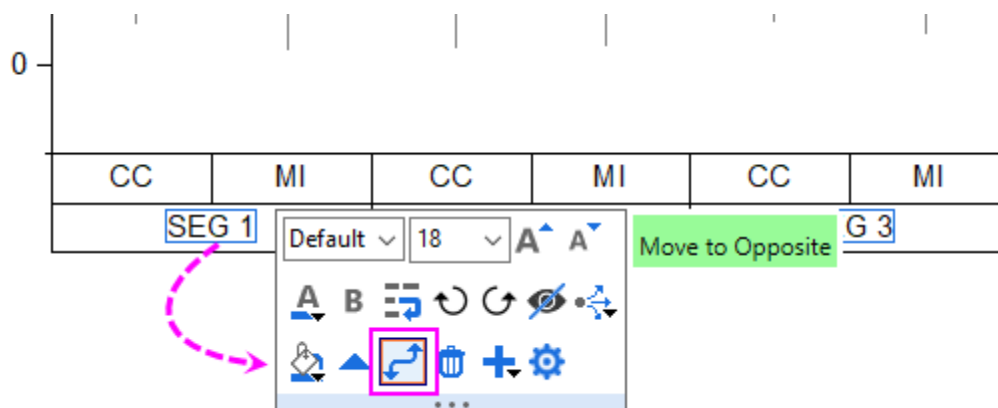 0
CC MI CC MI CC MI
SEG 1 G 3
Default 18 A A Move to Opposite
A B